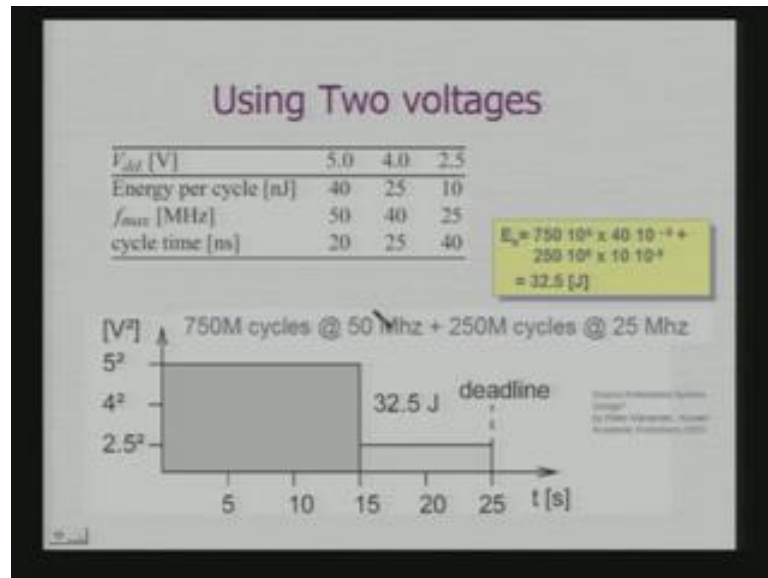 Using Two voltages
V_dd [V] 5.0 4.0 2.5
Energy per cycle [nJ] 40 25 10
f_max [MHz] 50 40 25
cycle time [ns] 20 25 40
E_b= 750 10⁶ x 40 10⁻⁹ +
250 10⁶ x 10 10⁻⁹
= 32.5 [J]
750M cycles @ 50 Mhz + 250M cycles @ 25 Mhz
[V²]
5²
4²
2.5²
32.5 J
deadline
5 10 15 20 25 t [s]